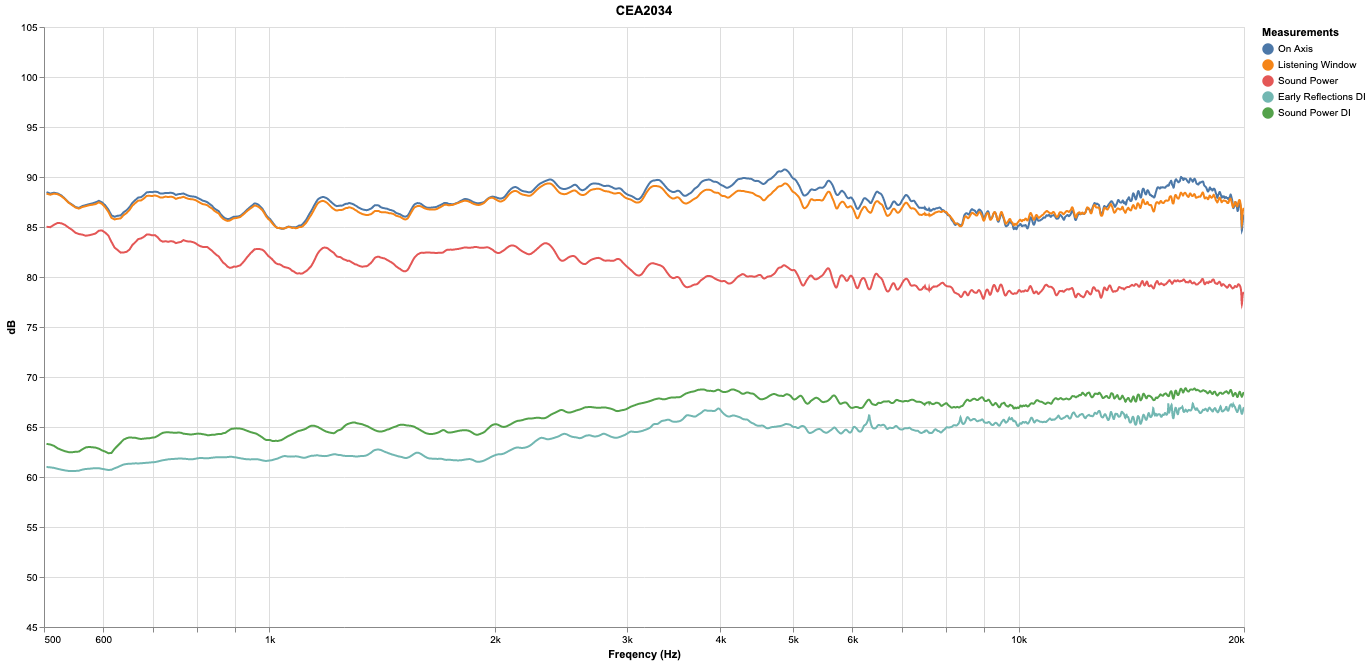 CEA2034
105
100
95
90
85
80
75
70
65
60
55
50
45
dB
500 600 1k 2k 3k 4k 5k 6k 10k 20k
Freqency (Hz)
Measurements
On Axis
Listening Window
Sound Power
Early Reflections DI
Sound Power DI